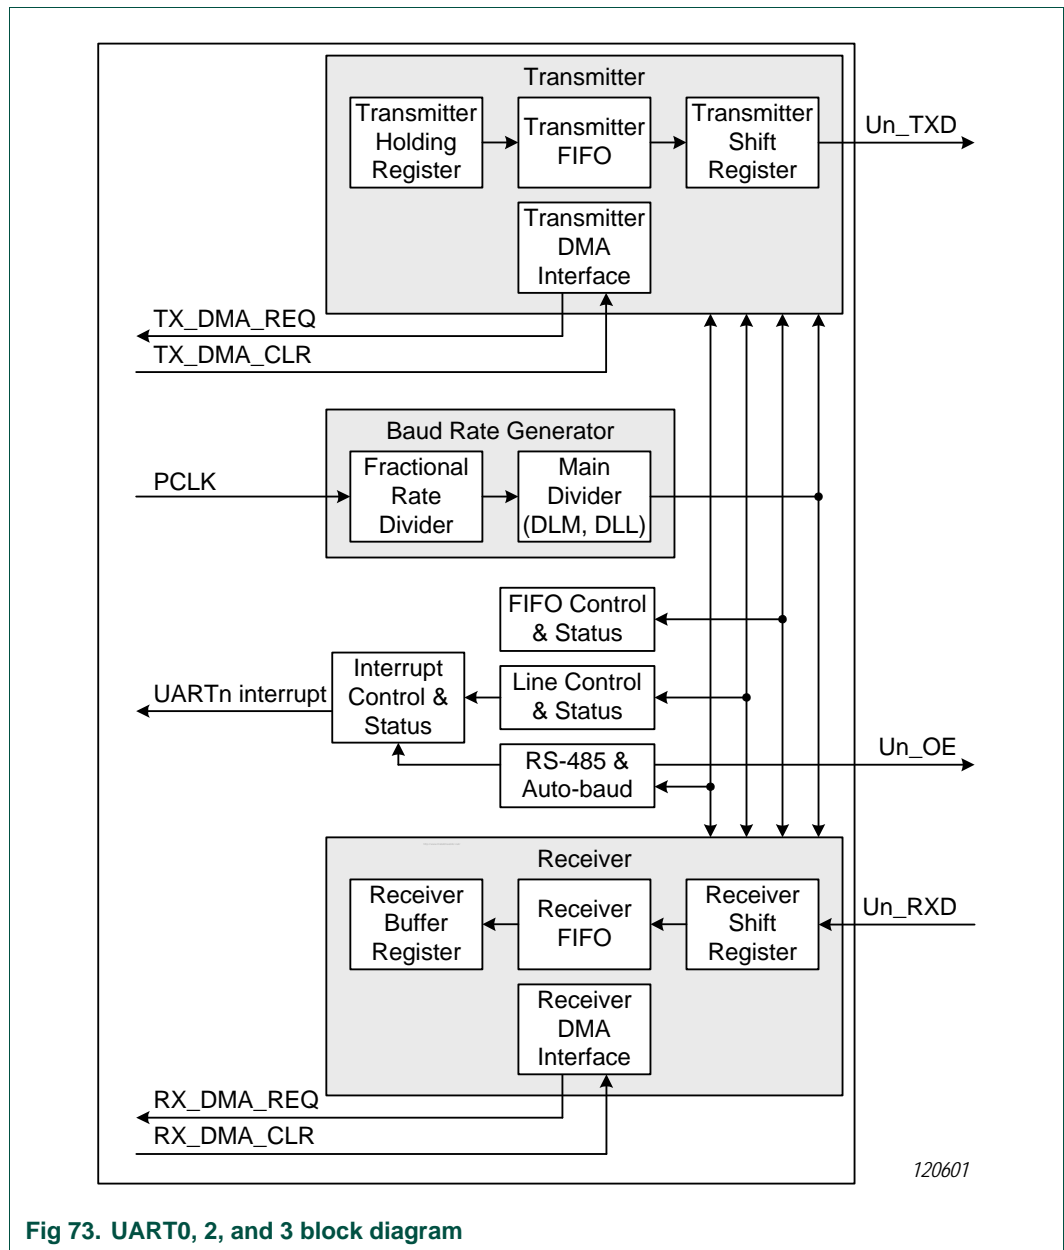 Transmitter
Transmitter
Holding
Register
Transmitter
FIFO
Transmitter
Shift
Register
Un_TXD
Transmitter
DMA
Interface
TX_DMA_REQ
TX_DMA_CLR
Baud Rate Generator
PCLK
Fractional
Rate
Divider
Main
Divider
(DLM, DLL)
FIFO Control
& Status
UARTn interrupt
Interrupt
Control &
Status
Line Control
& Status
RS-485 &
Auto-baud
Un_OE
Receiver
Receiver
Buffer
Register
Receiver
FIFO
Receiver
Shift
Register
Un_RXD
Receiver
DMA
Interface
RX_DMA_REQ
RX_DMA_CLR
120601
Fig 73. UART0, 2, and 3 block diagram